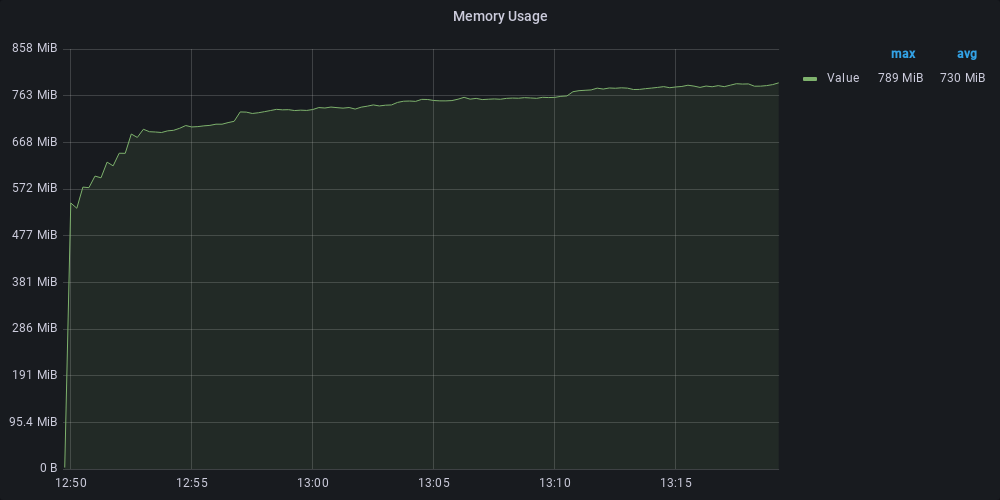 Memory Usage
858 MiB
763 MiB
668 MiB
572 MiB
477 MiB
381 MiB
286 MiB
191 MiB
95.4 MiB
0 B
12:50 12:55 13:00 13:05 13:10 13:15
max avg
Value 789 MiB 730 MiB